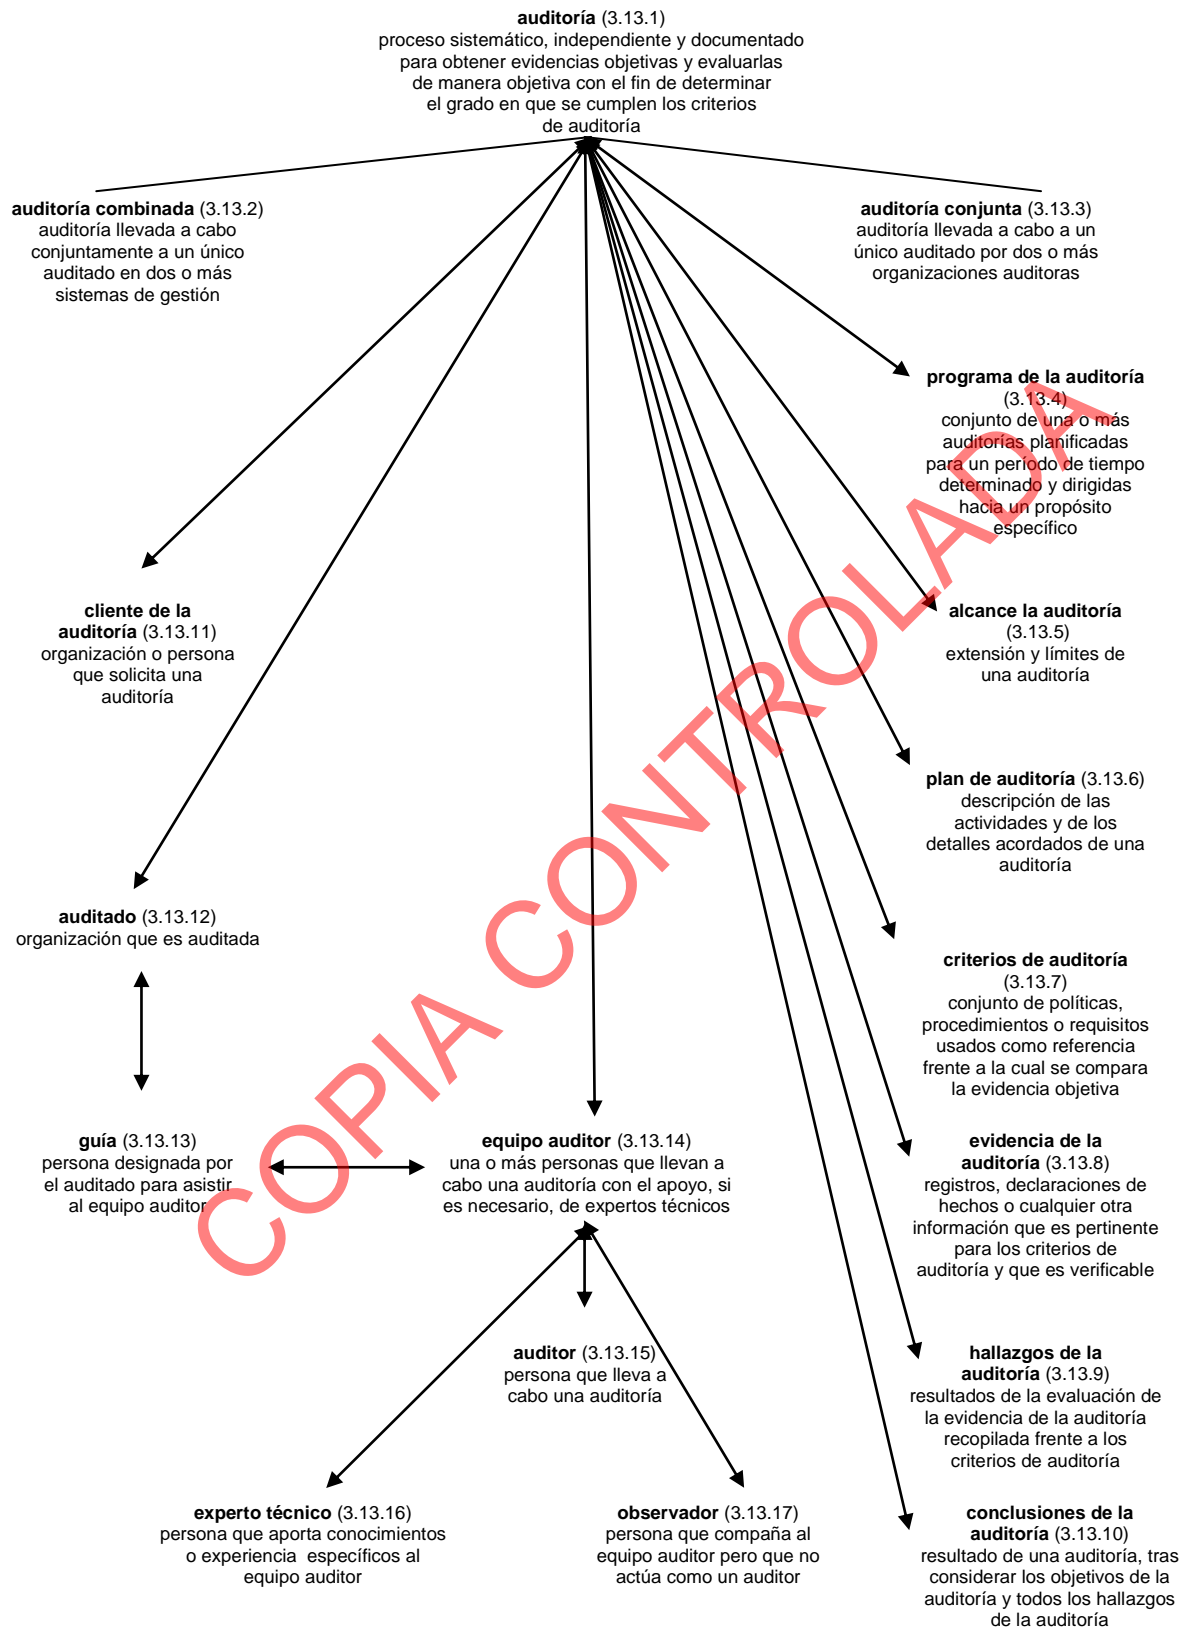 auditoría (3.13.1)
proceso sistemático, independiente y documentado
para obtener evidencias objetivas y evaluarlas
de manera objetiva con el fin de determinar
el grado en que se cumplen los criterios
de auditoría
auditoría combinada (3.13.2)
auditoría llevada a cabo
conjuntamente a un único
auditado en dos o más
sistemas de gestión
auditoría conjunta (3.13.3)
auditoría llevada a cabo a un
único auditado por dos o más
organizaciones auditoras
programa de la auditoría
(3.13.4)
conjunto de una o más
auditorías planificadas
para un período de tiempo
determinado y dirigidas
hacia un propósito
específico
cliente de la
auditoría (3.13.11)
organización o persona
que solicita una
auditoría
alcance la auditoría
(3.13.5)
extensión y límites de
una auditoría
plan de auditoría (3.13.6)
descripción de las
actividades y de los
detalles acordados de una
auditoría
auditado (3.13.12)
organización que es auditada
criterios de auditoría
(3.13.7)
conjunto de políticas,
procedimientos o requisitos
usados como referencia
frente a la cual se compara
la evidencia objetiva
guía (3.13.13)
persona designada por
el auditado para asistir
al equipo auditor
equipo auditor (3.13.14)
una o más personas que llevan a
cabo una auditoría con el apoyo, si
es necesario, de expertos técnicos
evidencia de la
auditoría (3.13.8)
registros, declaraciones de
hechos o cualquier otra
información que es pertinente
para los criterios de
auditoría y que es verificable
auditor (3.13.15)
persona que lleva a
cabo una auditoría
hallazgos de la
auditoría (3.13.9)
resultados de la evaluación de
la evidencia de la auditoría
recopilada frente a los
criterios de auditoría
experto técnico (3.13.16)
persona que aporta conocimientos
o experiencia específicos al
equipo auditor
observador (3.13.17)
persona que compaña al
equipo auditor pero que no
actúa como un auditor
conclusiones de la
auditoría (3.13.10)
resultado de una auditoría, tras
considerar los objetivos de la
auditoría y todos los hallazgos
de la auditoría
COPIA CONTROLADA